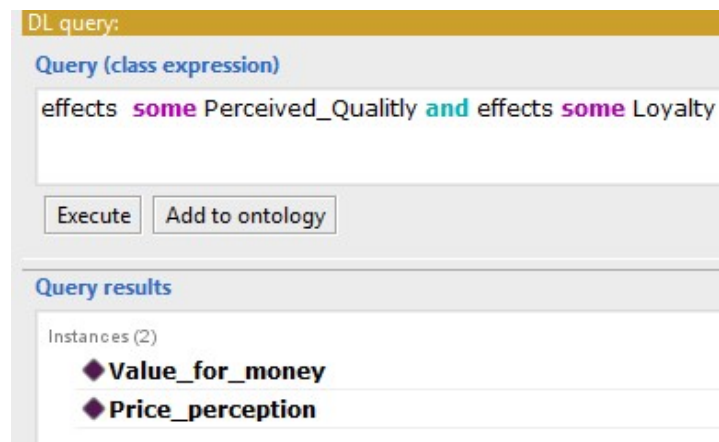 DL query:
Query (class expression)
effects some Perceived_Qualitly and effects some Loyalty
Execute Add to ontology
Query results
Instances (2)
Value_for_money
Price_perception